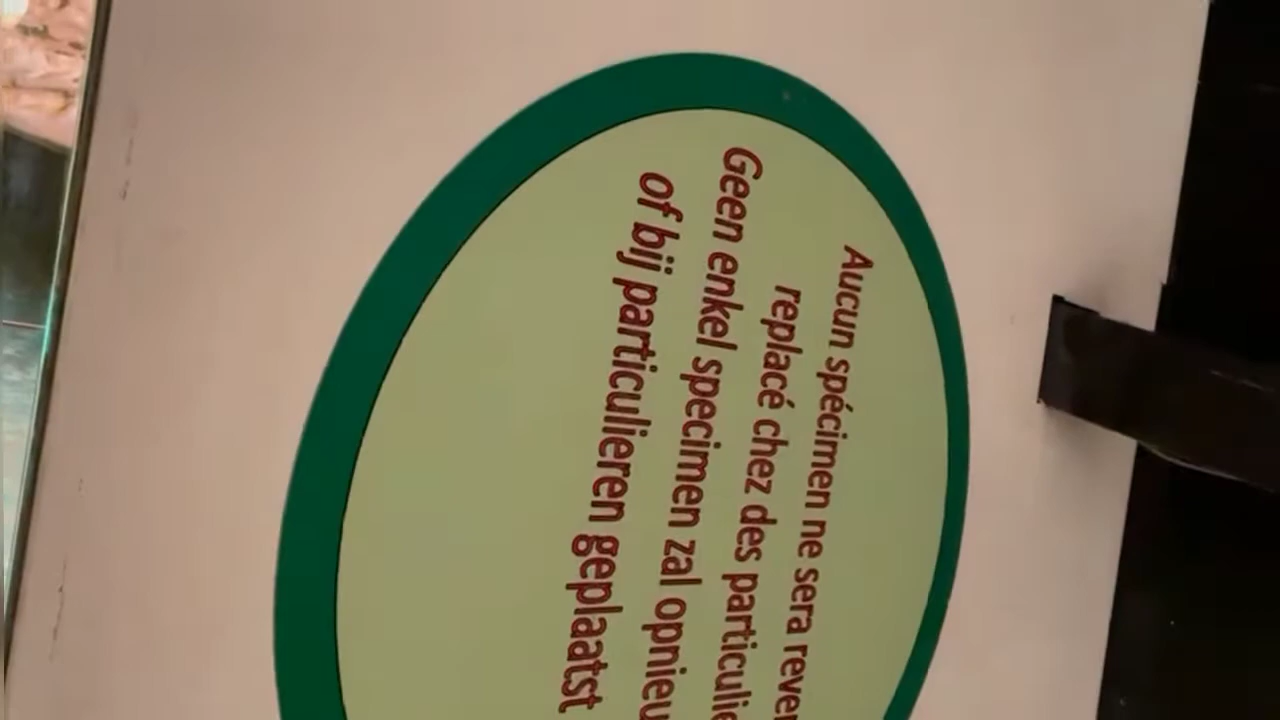 Aucun spécimen ne sera
replacé chez des
Geen enkel specimen zal
of bij particulieren geplaatst